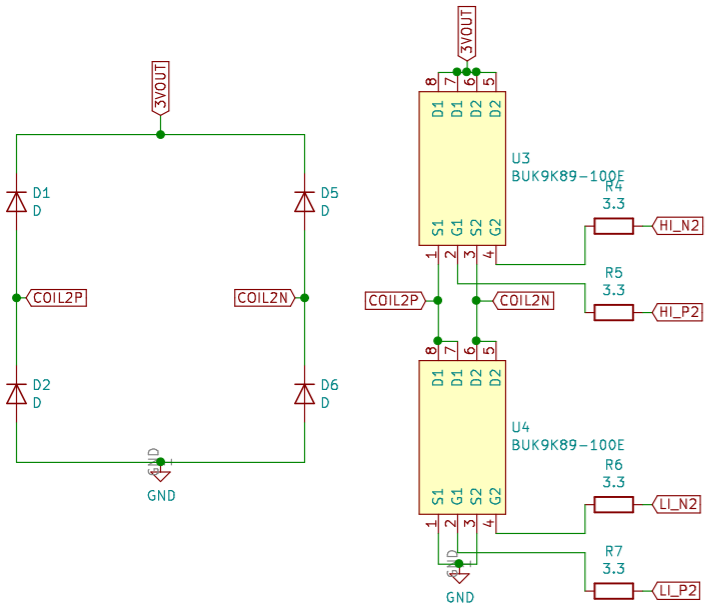 3VOUT
D1
D
D5
D
COIL2P
COIL2N
D2
D
D6
D
GND
1
GND
3VOUT
8
7
6
5
D1
D1
D2
D2
U3
BUK9K89-100E
S1
G1
S2
G2
1
2
3
4
R4
3.3
HI_N2
R5
3.3
HI_P2
COIL2P
COIL2N
8
7
6
5
D1
D1
D2
D2
U4
BUK9K89-100E
S1
G1
S2
G2
1
2
3
4
R6
3.3
LI_N2
R7
3.3
LI_P2
GND
1
GND